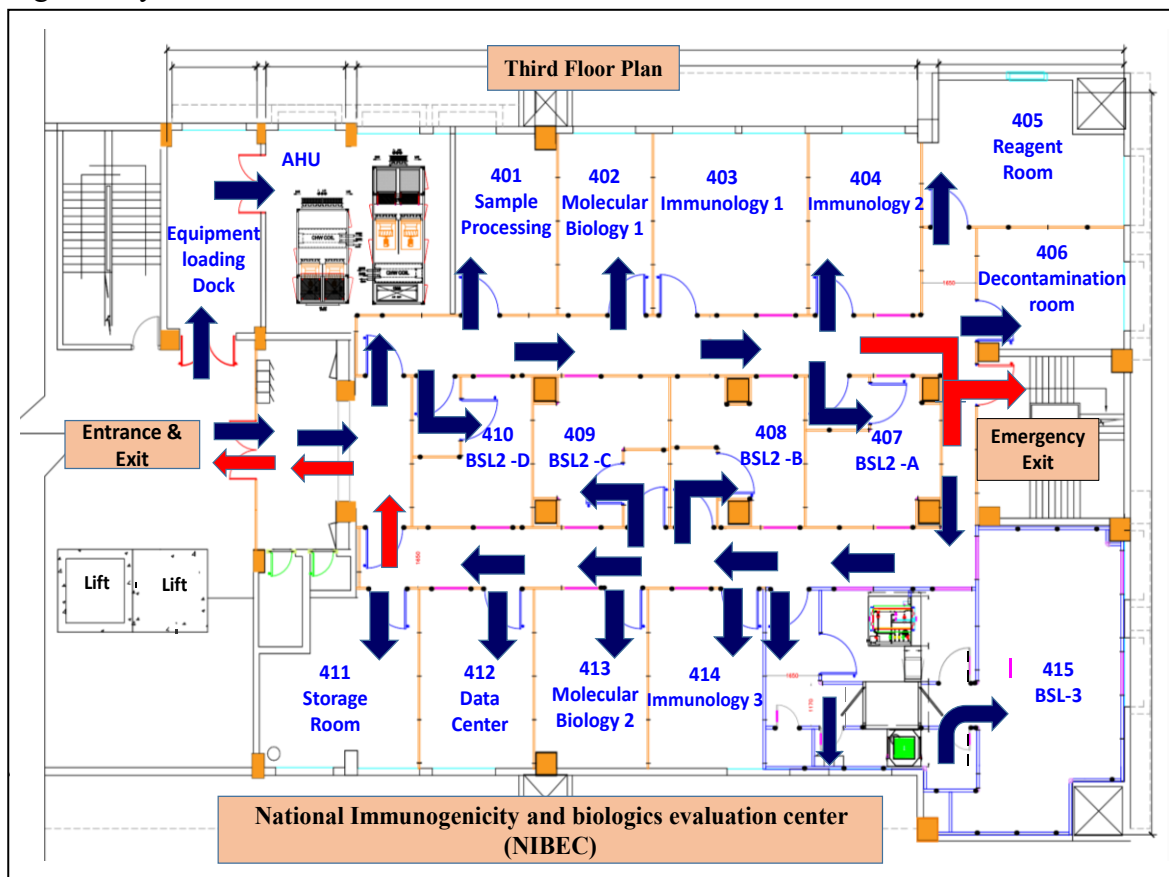 Third Floor Plan
AHU
Equipment
loading
Dock
401
Sample
Processing
402
Molecular
Biology 1
403
Immunology 1
404
Immunology 2
405
Reagent
Room
406
Decontamination
room
Entrance &
Exit
410
BSL2 -D
409
BSL2 -C
408
BSL2 -B
407
BSL2 -A
Emergency
Exit
Lift
Lift
411
Storage
Room
412
Data
Center
413
Molecular
Biology 2
414
Immunology 3
415
BSL-3
National Immunogenicity and biologics evaluation center
(NIBEC)